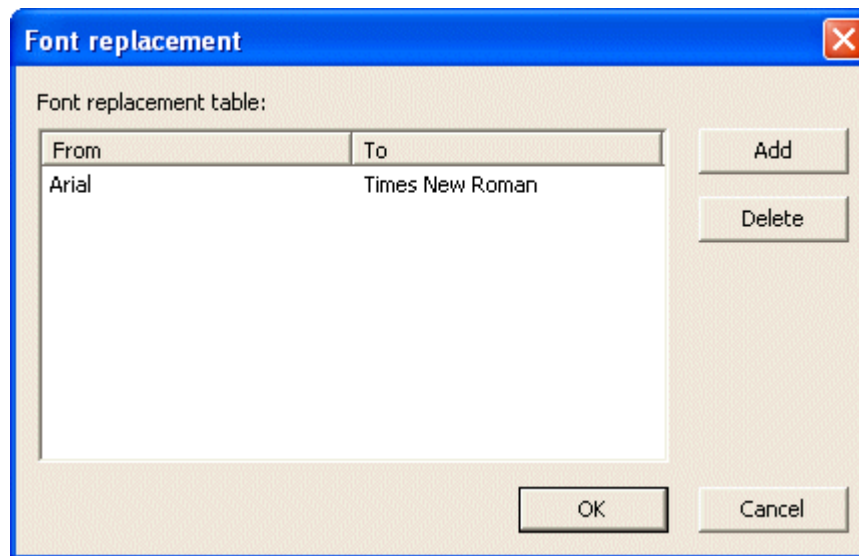 Font replacement
Font replacement table:
From To
Arial Times New Roman
Add
Delete
OK Cancel